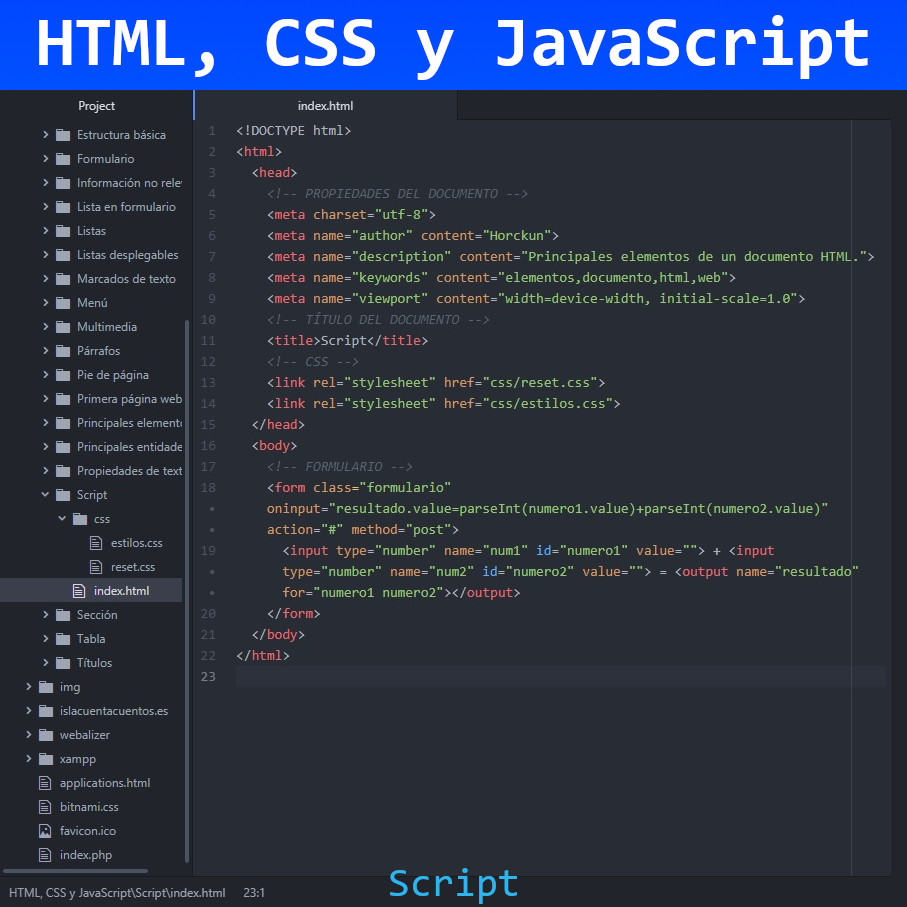 HTML, CSS y JavaScript
Project
Estructura básica
Formulario
Información no rele
Lista en formulario
Listas
Listas desplegables
Marcados de texto
Menú
Multimedia
Párrafos
Pie de página
Primera página web
Principales elemento
Principales entidade
Propiedades de text
Script
css
estilos.css
reset.css
index.html
Sección
Tabla
Títulos
img
islacuentacuentos.es
webalizer
xampp
applications.html
bitnami.css
favicon.ico
index.php
index.html
1 <!DOCTYPE html>
2 <html>
3 <head>
4 <!-- PROPIEDADES DEL DOCUMENTO -->
5 <meta charset="utf-8">
6 <meta name="author" content="Horckun">
7 <meta name="description" content="Principales elementos de un documento HTML.">
8 <meta name="keywords" content="elementos,documento,html,web">
9 <meta name="viewport" content="width=device-width, initial-scale=1.0">
10 <!-- TÍTULO DEL DOCUMENTO -->
11 <title>Script</title>
12 <!-- CSS -->
13 <link rel="stylesheet" href="css/reset.css">
14 <link rel="stylesheet" href="css/estilos.css">
15 </head>
16 <body>
17 <!-- FORMULARIO -->
18 <form class="formulario"
• oninput="resultado.value=parseInt(numero1.value)+parseInt(numero2.value)"
• action="#" method="post">
19 <input type="number" name="num1" id="numero1" value=""> + <input
• type="number" name="num2" id="numero2" value=""> = <output name="resultado"
• for="numero1 numero2"></output>
20 </form>
21 </body>
22 </html>
23
HTML, CSS y JavaScript\Script\index.html 23:1
Script